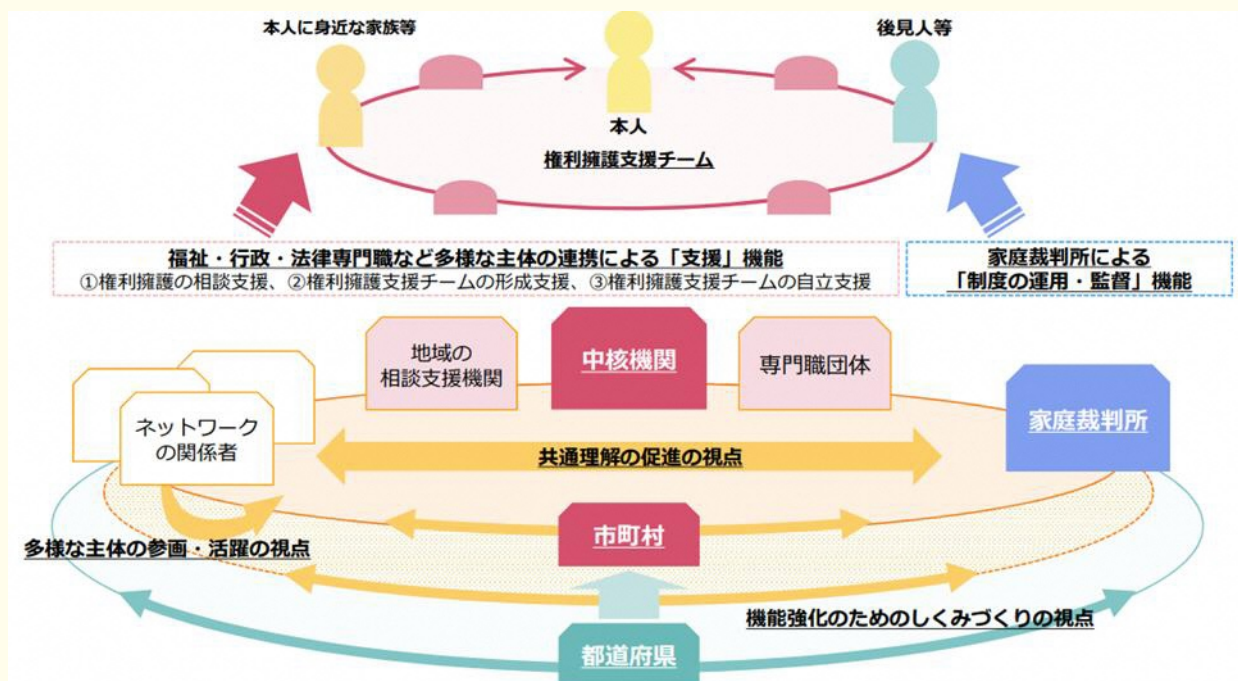 本人に身近な家族等
後見人等
本人
権利擁護支援チーム
福祉・行政・法律専門職など多様な主体の連携による「支援」機能
①権利擁護の相談支援、②権利擁護支援チームの形成支援、③権利擁護支援チームの自立支援
家庭裁判所による
「制度の運用・監督」機能
地域の
相談支援機関
中核機関
専門職団体
家庭裁判所
ネットワーク
の関係者
共通理解の促進の視点
市町村
多様な主体の参画・活躍の視点
機能強化のためのしくみづくりの視点
都道府県